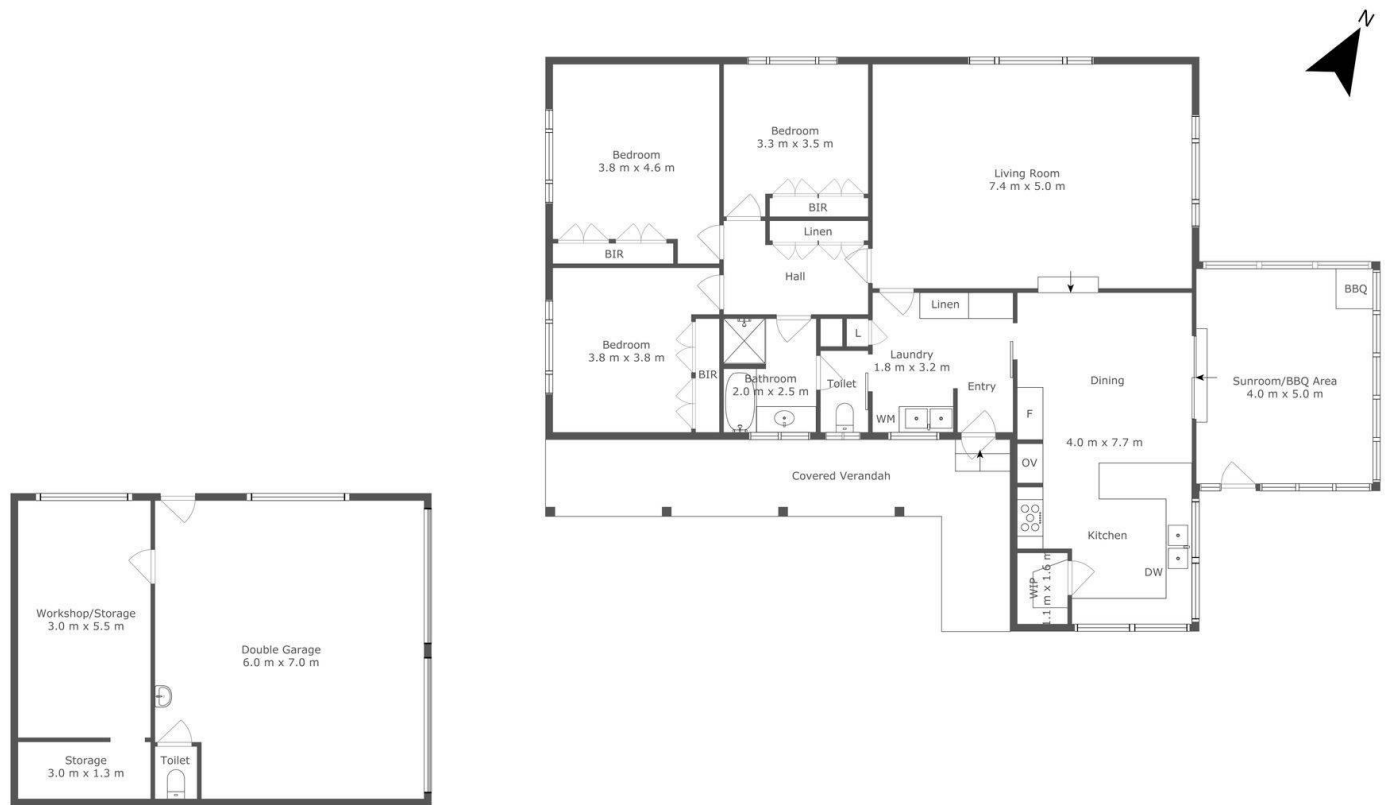 N
Bedroom
3.8 m x 4.6 m
BIR
Bedroom
3.3 m x 3.5 m
BIR
Linen
Hall
Living Room
7.4 m x 5.0 m
BBQ
Sunroom/BBQ Area
4.0 m x 5.0 m
Bedroom
3.8 m x 3.8 m
BIR
Bathroom
2.0 m x 2.5 m
Toilet
L
Linen
Laundry
1.8 m x 3.2 m
WM
Entry
Dining
F
4.0 m x 7.7 m
OV
Kitchen
DW
WIP
1.1 m x 1.6 m
Covered Verandah
Workshop/Storage
3.0 m x 5.5 m
Double Garage
6.0 m x 7.0 m
Storage
3.0 m x 1.3 m
Toilet